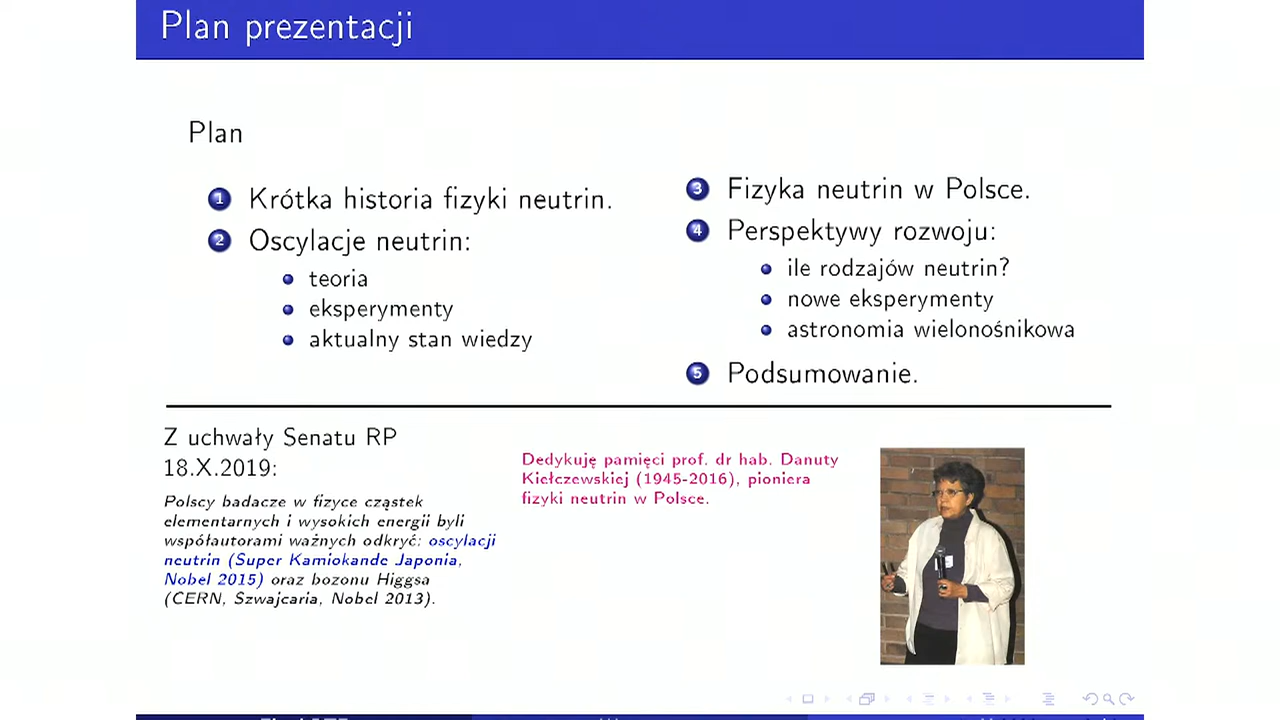 Plan prezentacji
Plan
1 Krótka historia fizyki neutrin.
2 Oscylacje neutrin:
teoria
eksperymenty
aktualny stan wiedzy
3 Fizyka neutrin w Polsce.
4 Perspektywy rozwoju:
ile rodzajów neutrin?
nowe eksperymenty
astronomia wielonośnikowa
5 Podsumowanie.
Z uchwały Senatu RP
18.X.2019:
Polscy badacze w fizyce cząstek
elementarnych i wysokich energii byli
współautorami ważnych odkryć: oscylacji
neutrin (Super Kamiokande Japonia,
Nobel 2015) oraz bozonu Higgsa
(CERN, Szwajcaria, Nobel 2013).
Dedykuję pamięci prof. dr hab. Danuty
Kiełczewskiej (1945-2016), pioniera
fizyki neutrin w Polsce.